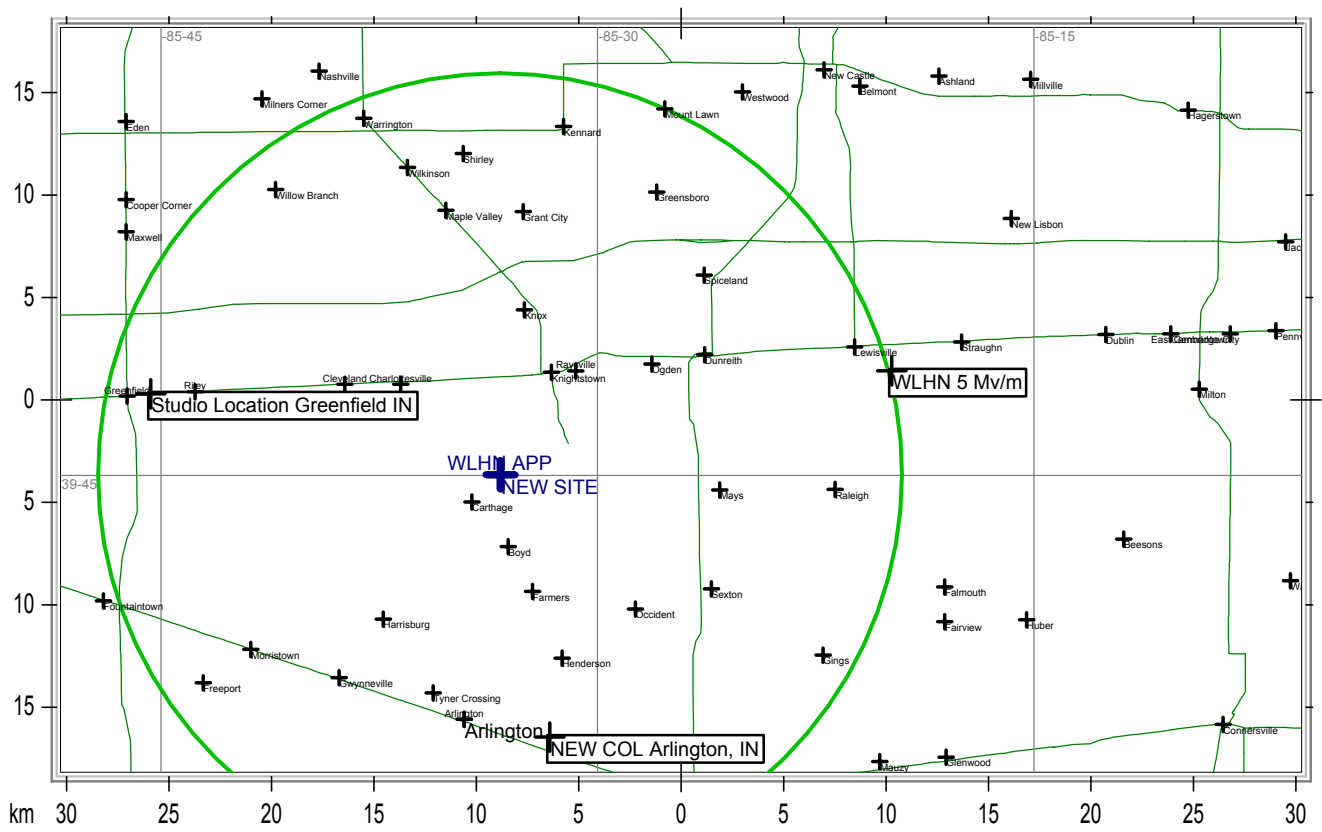 -85-45
-85-30
-85-15
New Castle
Nashville
Ashland
Millville
Belmont
Westwood
15
Milners Corner
Mount Lawn
Hagerstown
Eden
Warrington
Kennard
Shirley
Wilkinson
10
Willow Branch
Greensboro
Cooper Corner
Maple Valley
Grant City
New Lisbon
Maxwell
Jac
Spiceland
5
Knox
Pennv
Dublin
Cambridge City
Lewisville
Straughn
Dunreith
Raysville
Ogden
Knightstown
Cleveland
Charlottesville
Riley
WLHN 5 Mv/m
0
Greenfield
Studio Location Greenfield IN
Milton
WLHN APP
39-45
NEW SITE
5
Carthage
Mays
Raleigh
Boyd
Beesons
Farmers
Sexton
Falmouth
W
10
Fountaintown
Harrisburg
Occident
Fairview
Huber
Morristown
Henderson
Gings
Freeport
Gwynneville
Tyner Crossing
15
Arlington
Arlington
Connersville
NEW COL Arlington, IN
Mauzy
Glenwood
km
30 25 20 15 10 5 0 5 10 15 20 25 30